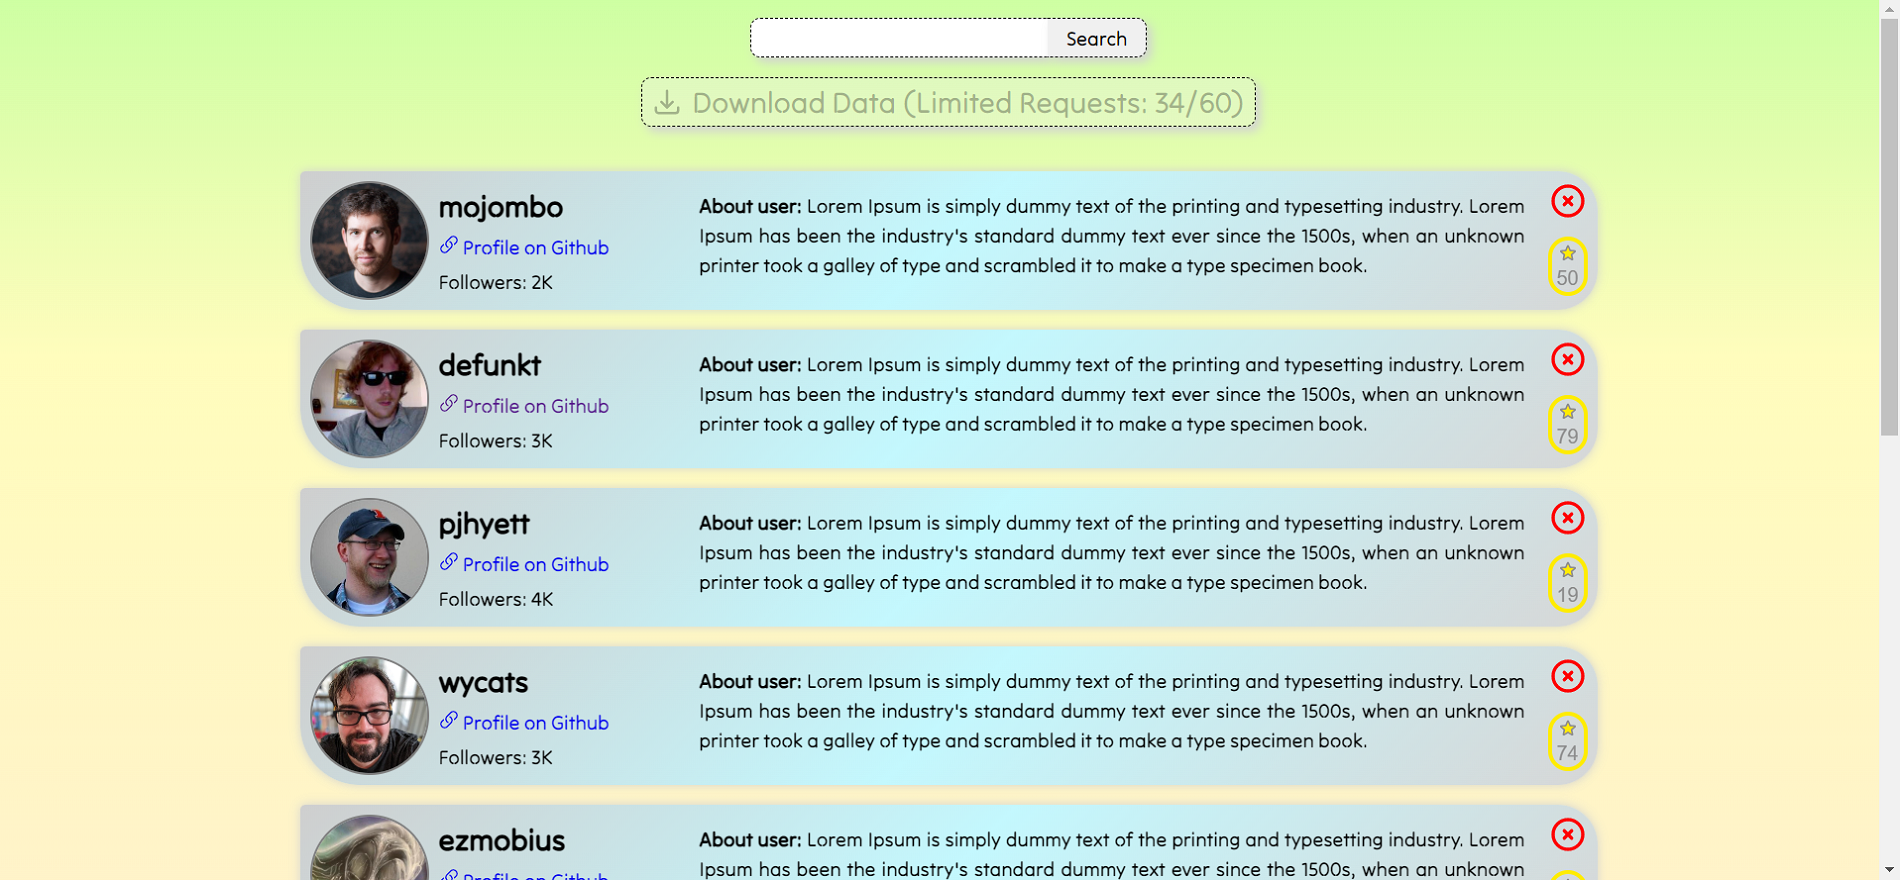 Search
Download Data (Limited Requests: 34/60)
mojombo
Profile on Github
Followers: 2K
About user: Lorem Ipsum is simply dummy text of the printing and typesetting industry. Lorem
Ipsum has been the industry's standard dummy text ever since the 1500s, when an unknown
printer took a galley of type and scrambled it to make a type specimen book.
50
defunkt
Profile on Github
Followers: 3K
About user: Lorem Ipsum is simply dummy text of the printing and typesetting industry. Lorem
Ipsum has been the industry's standard dummy text ever since the 1500s, when an unknown
printer took a galley of type and scrambled it to make a type specimen book.
79
pjhyett
Profile on Github
Followers: 4K
About user: Lorem Ipsum is simply dummy text of the printing and typesetting industry. Lorem
Ipsum has been the industry's standard dummy text ever since the 1500s, when an unknown
printer took a galley of type and scrambled it to make a type specimen book.
19
wycats
Profile on Github
Followers: 3K
About user: Lorem Ipsum is simply dummy text of the printing and typesetting industry. Lorem
Ipsum has been the industry's standard dummy text ever since the 1500s, when an unknown
printer took a galley of type and scrambled it to make a type specimen book.
74
ezmobius
Profile on Github
About user: Lorem Ipsum is simply dummy text of the printing and typesetting industry. Lorem
Ipsum has been the industry's standard dummy text ever since the 1500s, when an unknown